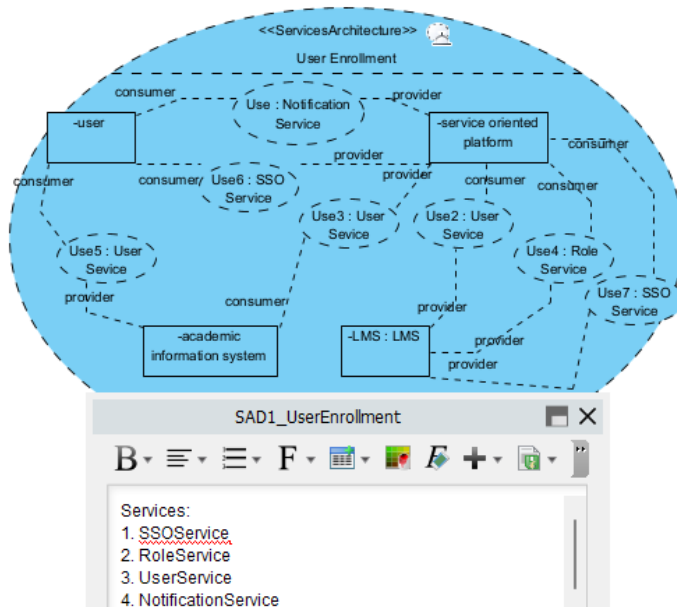 <<ServicesArchitecture>>
User Enrollment
consumer
Use : Notification
Service
provider
-user
-service oriented
platform
consumer
consumer
consumer
Use6 : SSO
Service
provider
provider
consumer
consumer
Use3 : User
Sevice
Use2 : User
Sevice
Use5 : User
Sevice
Use4 : Role
Service
provider
consumer
provider
Use7 : SSO
Service
-academic
information system
-LMS : LMS
provider
provider
SAD1_UserEnrollment
B
F
F
Services:
1. SSOService
2. RoleService
3. UserService
4. NotificationService